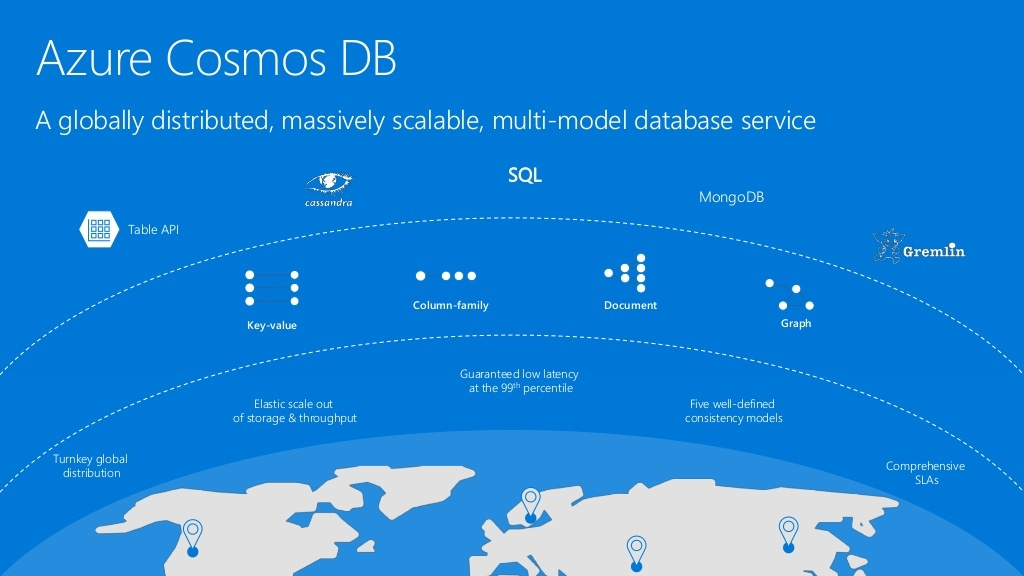 Azure Cosmos DB
A globally distributed, massively scalable, multi-model database service
SQL
cassandra
MongoDB
Table API
Gremlin
Key-value
Column-family
Document
Graph
Guaranteed low latency
at the 99th percentile
Elastic scale out
of storage & throughput
Five well-defined
consistency models
Turnkey global
distribution
Comprehensive
SLAs